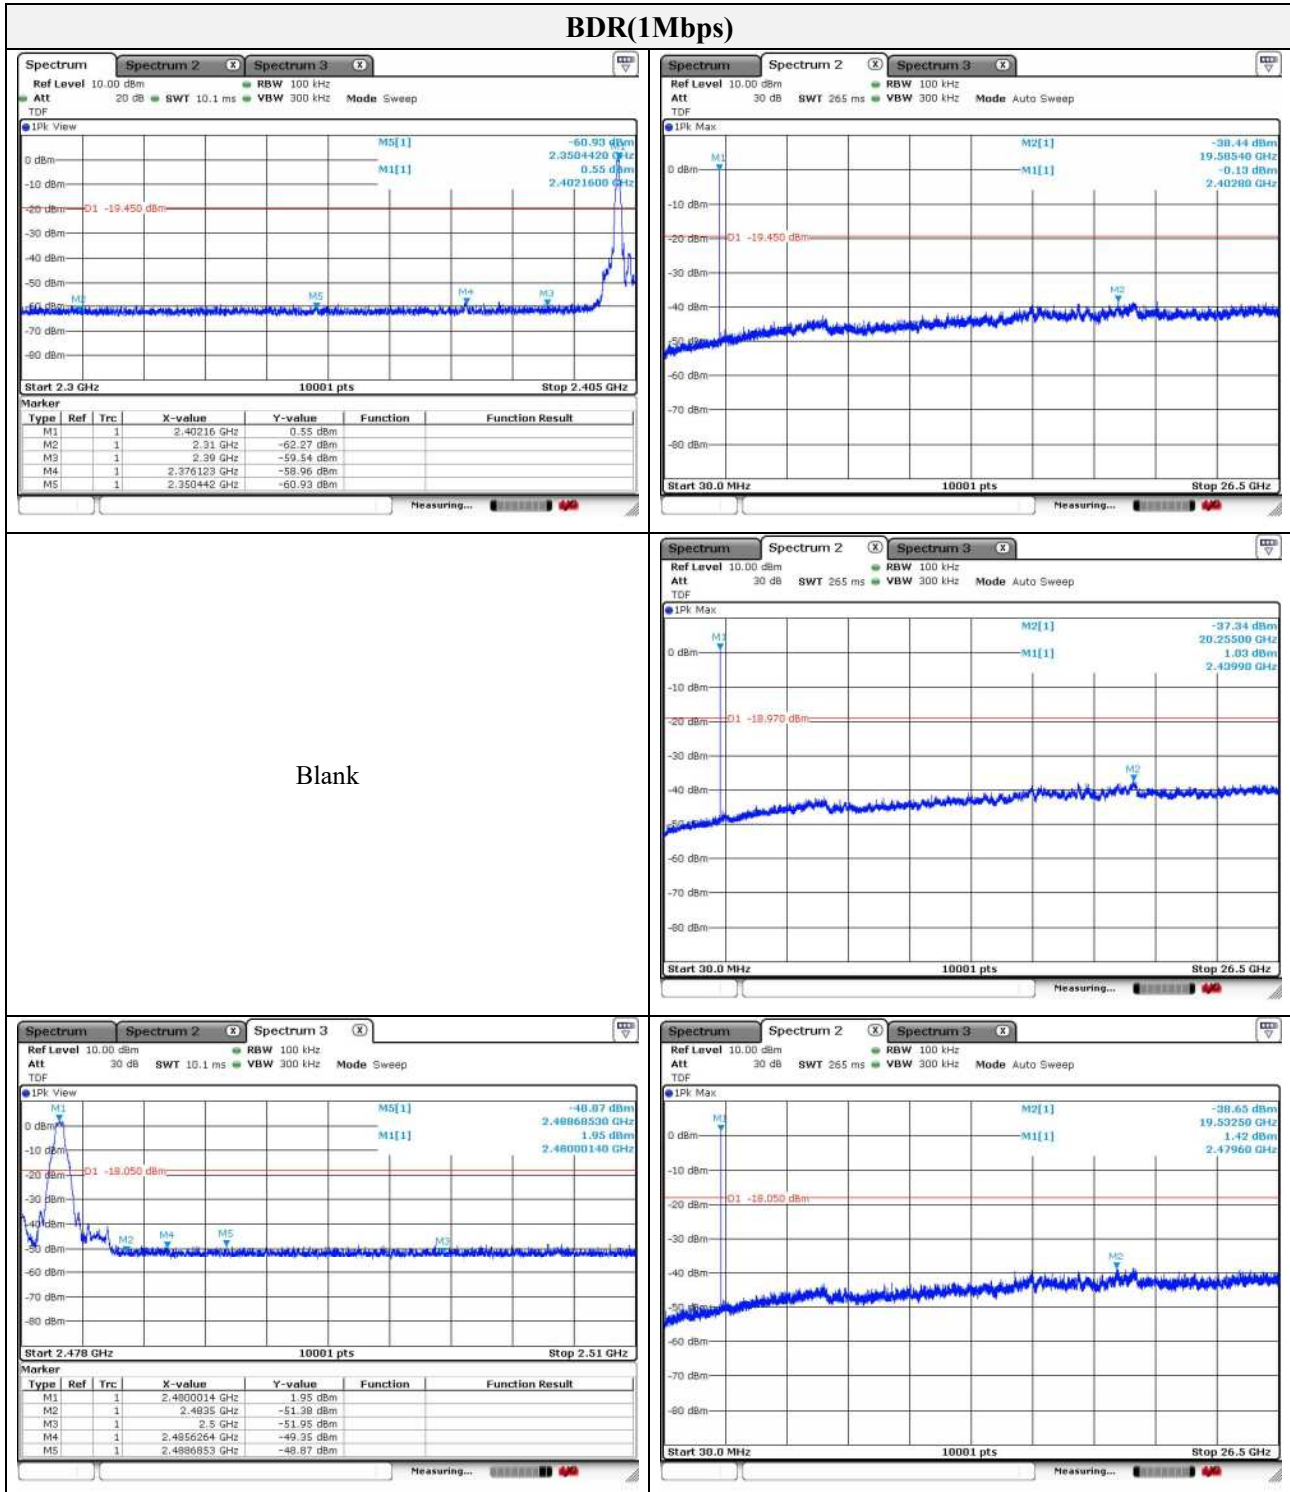 BDR(1Mbps)
Spectrum Spectrum 2 X Spectrum 3 X
Ref Level 10.00 dBm RBW 100 kHz
Att 20 dB SWT 10.1 ms VBW 300 kHz Mode Sweep
TDF
1Pk View
M5[1] -60.93 dBm
2.3504420 GHz
M1[1] 0.55 dBm
2.4021600 GHz
M1
0 dBm
-10 dBm
-20 dBm D1 -19.450 dBm
-30 dBm
-40 dBm
-50 dBm
-60 dBm M2 M5 M4 M3
-70 dBm
-80 dBm
Start 2.3 GHz 10001 pts Stop 2.405 GHz
Marker
Type Ref Trc X-value Y-value Function Function Result
M1 1 2.40216 GHz 0.55 dBm
M2 1 2.31 GHz -62.27 dBm
M3 1 2.39 GHz -59.54 dBm
M4 1 2.376123 GHz -58.96 dBm
M5 1 2.350442 GHz -60.93 dBm
Measuring...
Spectrum Spectrum 2 X Spectrum 3 X
Ref Level 10.00 dBm RBW 100 kHz
Att 30 dB SWT 265 ms VBW 300 kHz Mode Auto Sweep
TDF
1Pk Max
M2[1] -38.44 dBm
19.58540 GHz
M1[1] -0.13 dBm
2.40280 GHz
M1
0 dBm
-10 dBm
-20 dBm D1 -19.450 dBm
-30 dBm
M2
-40 dBm
-50 dBm
-60 dBm
-70 dBm
-80 dBm
Start 30.0 MHz 10001 pts Stop 26.5 GHz
Measuring...
Blank
Spectrum Spectrum 2 X Spectrum 3 X
Ref Level 10.00 dBm RBW 100 kHz
Att 30 dB SWT 265 ms VBW 300 kHz Mode Auto Sweep
TDF
1Pk Max
M2[1] -37.34 dBm
20.25500 GHz
M1[1] 1.03 dBm
2.43990 GHz
M1
0 dBm
-10 dBm
-20 dBm D1 -18.970 dBm
-30 dBm
M2
-40 dBm
-50 dBm
-60 dBm
-70 dBm
-80 dBm
Start 30.0 MHz 10001 pts Stop 26.5 GHz
Measuring...
Spectrum Spectrum 2 X Spectrum 3 X
Ref Level 10.00 dBm RBW 100 kHz
Att 30 dB SWT 10.1 ms VBW 300 kHz Mode Sweep
TDF
1Pk View
M1
M5[1] -48.87 dBm
2.48868530 GHz
M1[1] 1.95 dBm
2.48000140 GHz
0 dBm
-10 dBm
-20 dBm D1 -18.050 dBm
-30 dBm
-40 dBm
M2 M4 M5 M3
-50 dBm
-60 dBm
-70 dBm
-80 dBm
Start 2.478 GHz 10001 pts Stop 2.51 GHz
Marker
Type Ref Trc X-value Y-value Function Function Result
M1 1 2.4800014 GHz 1.95 dBm
M2 1 2.4835 GHz -51.38 dBm
M3 1 2.5 GHz -51.95 dBm
M4 1 2.4856264 GHz -49.35 dBm
M5 1 2.4886853 GHz -48.87 dBm
Measuring...
Spectrum Spectrum 2 X Spectrum 3 X
Ref Level 10.00 dBm RBW 100 kHz
Att 30 dB SWT 265 ms VBW 300 kHz Mode Auto Sweep
TDF
1Pk Max
M2[1] -38.65 dBm
19.53250 GHz
M1[1] 1.42 dBm
2.47960 GHz
M1
0 dBm
-10 dBm
D1 -18.050 dBm
-20 dBm
-30 dBm
M2
-40 dBm
-50 dBm
-60 dBm
-70 dBm
-80 dBm
Start 30.0 MHz 10001 pts Stop 26.5 GHz
Measuring...